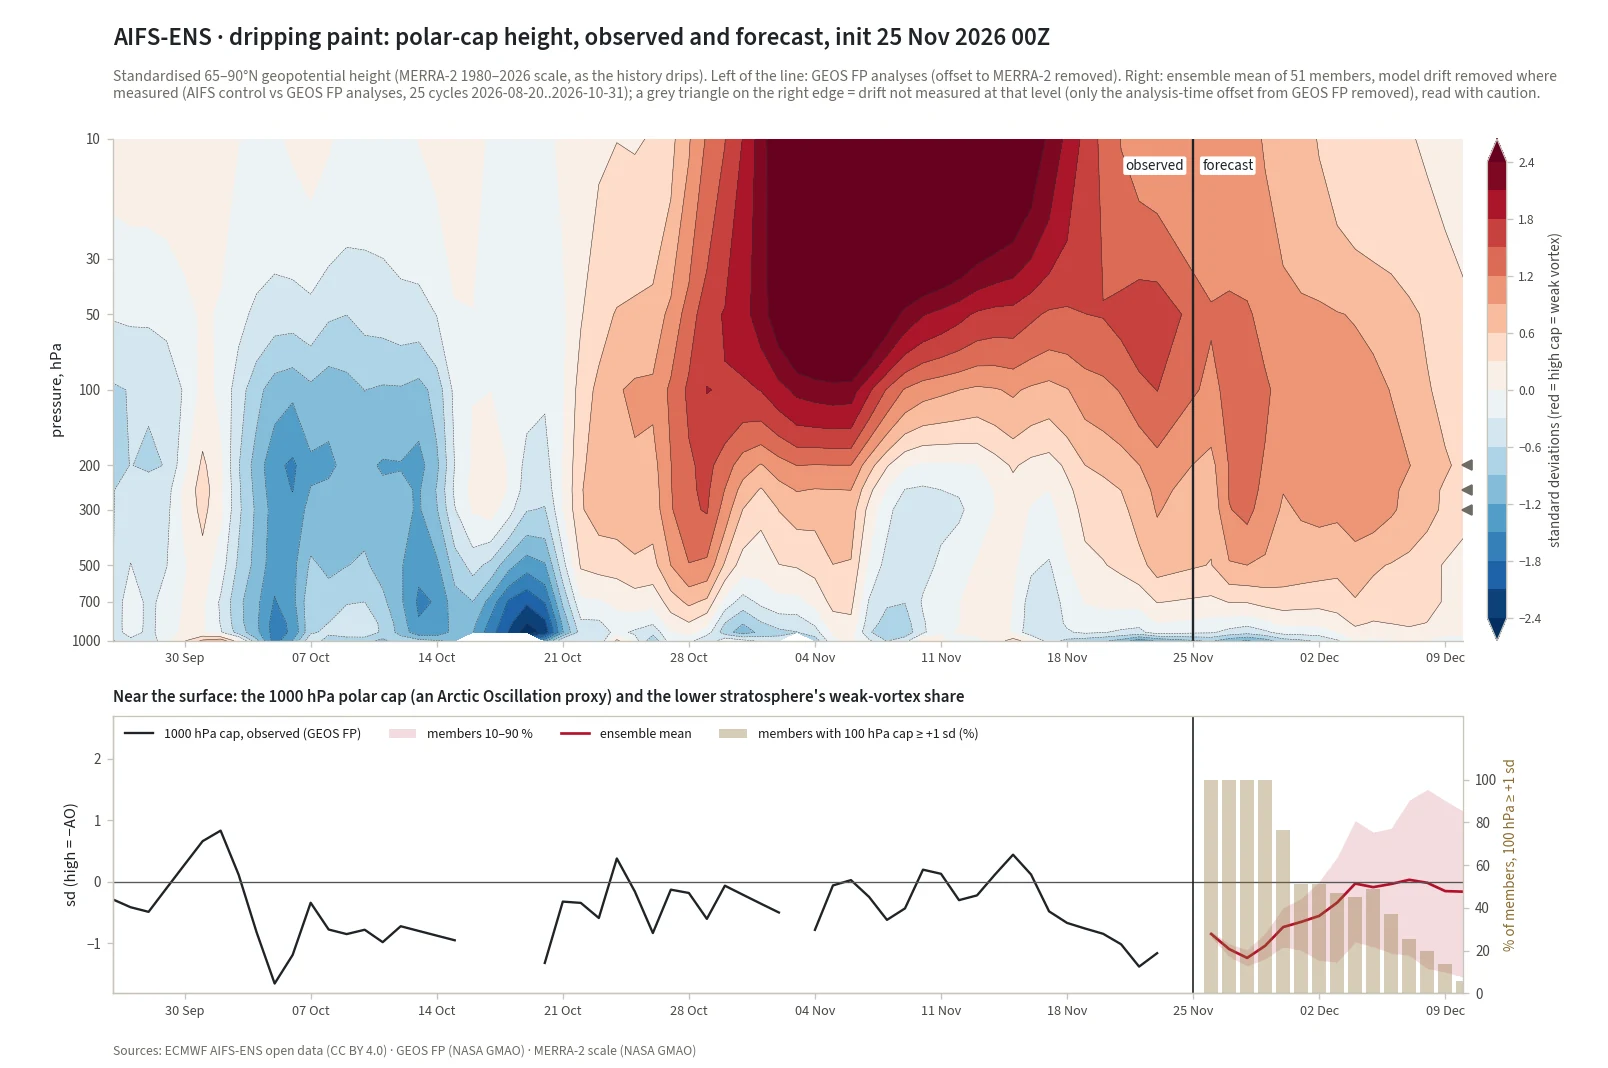 AIFS-ENS · dripping paint: polar-cap height, observed and forecast, init 25 Nov 2026 00Z
Standardised 65–90°N geopotential height (MERRA-2 1980–2026 scale, as the history drips). Left of the line: GEOS FP analyses (offset to MERRA-2 removed). Right: ensemble mean of 51 members, model drift removed where
measured (AIFS control vs GEOS FP analyses, 25 cycles 2026-08-20..2026-10-31); a grey triangle on the right edge = drift not measured at that level (only the analysis-time offset from GEOS FP removed), read with caution.
pressure, hPa
10
30
50
100
200
300
500
700
1000
observed
forecast
30 Sep
07 Oct
14 Oct
21 Oct
28 Oct
04 Nov
11 Nov
18 Nov
25 Nov
02 Dec
09 Dec
2.4
1.8
1.2
0.6
0.0
−0.6
−1.2
−1.8
−2.4
standard deviations (red = high cap = weak vortex)
Near the surface: the 1000 hPa polar cap (an Arctic Oscillation proxy) and the lower stratosphere's weak-vortex share
1000 hPa cap, observed (GEOS FP)
members 10–90 %
ensemble mean
members with 100 hPa cap ≥ +1 sd (%)
sd (high = −AO)
2
1
0
−1
100
80
60
40
20
0
% of members, 100 hPa ≥ +1 sd
30 Sep
07 Oct
14 Oct
21 Oct
28 Oct
04 Nov
11 Nov
18 Nov
25 Nov
02 Dec
09 Dec
Sources: ECMWF AIFS-ENS open data (CC BY 4.0) · GEOS FP (NASA GMAO) · MERRA-2 scale (NASA GMAO)